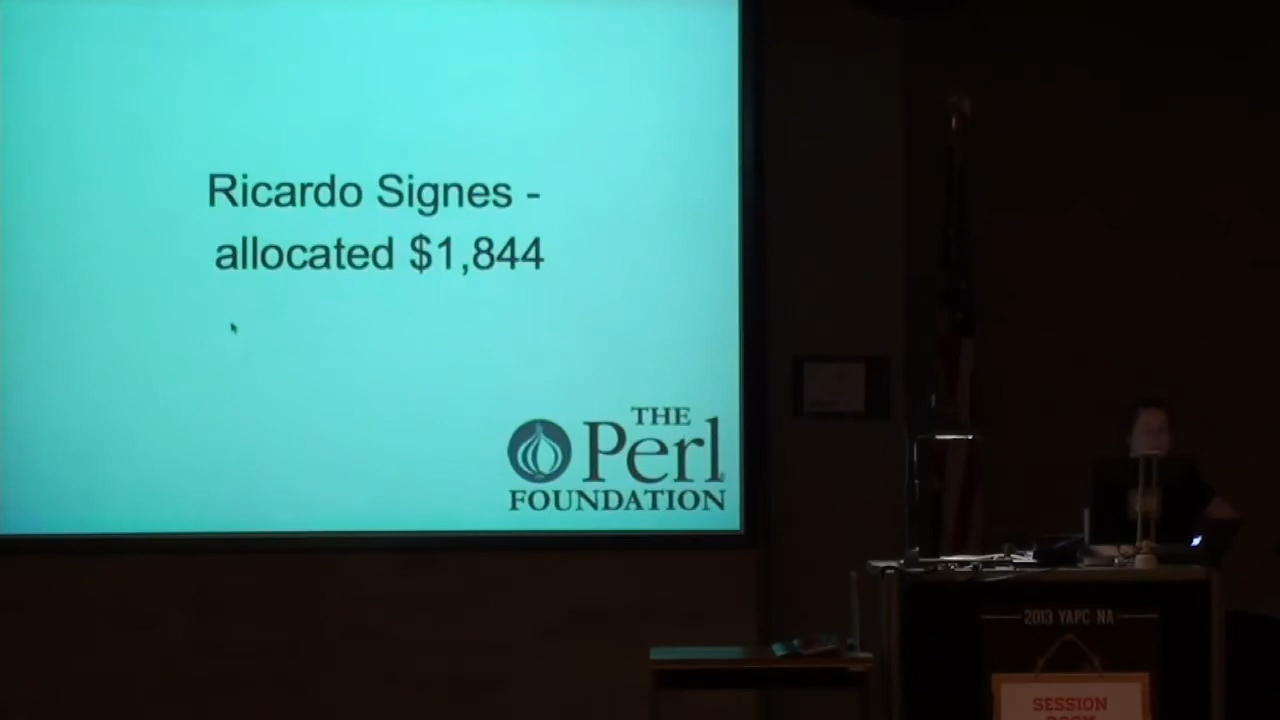 Ricardo Signes -
allocated $1,844
THE
Perl
FOUNDATION
2013 YAPC NA
SESSION